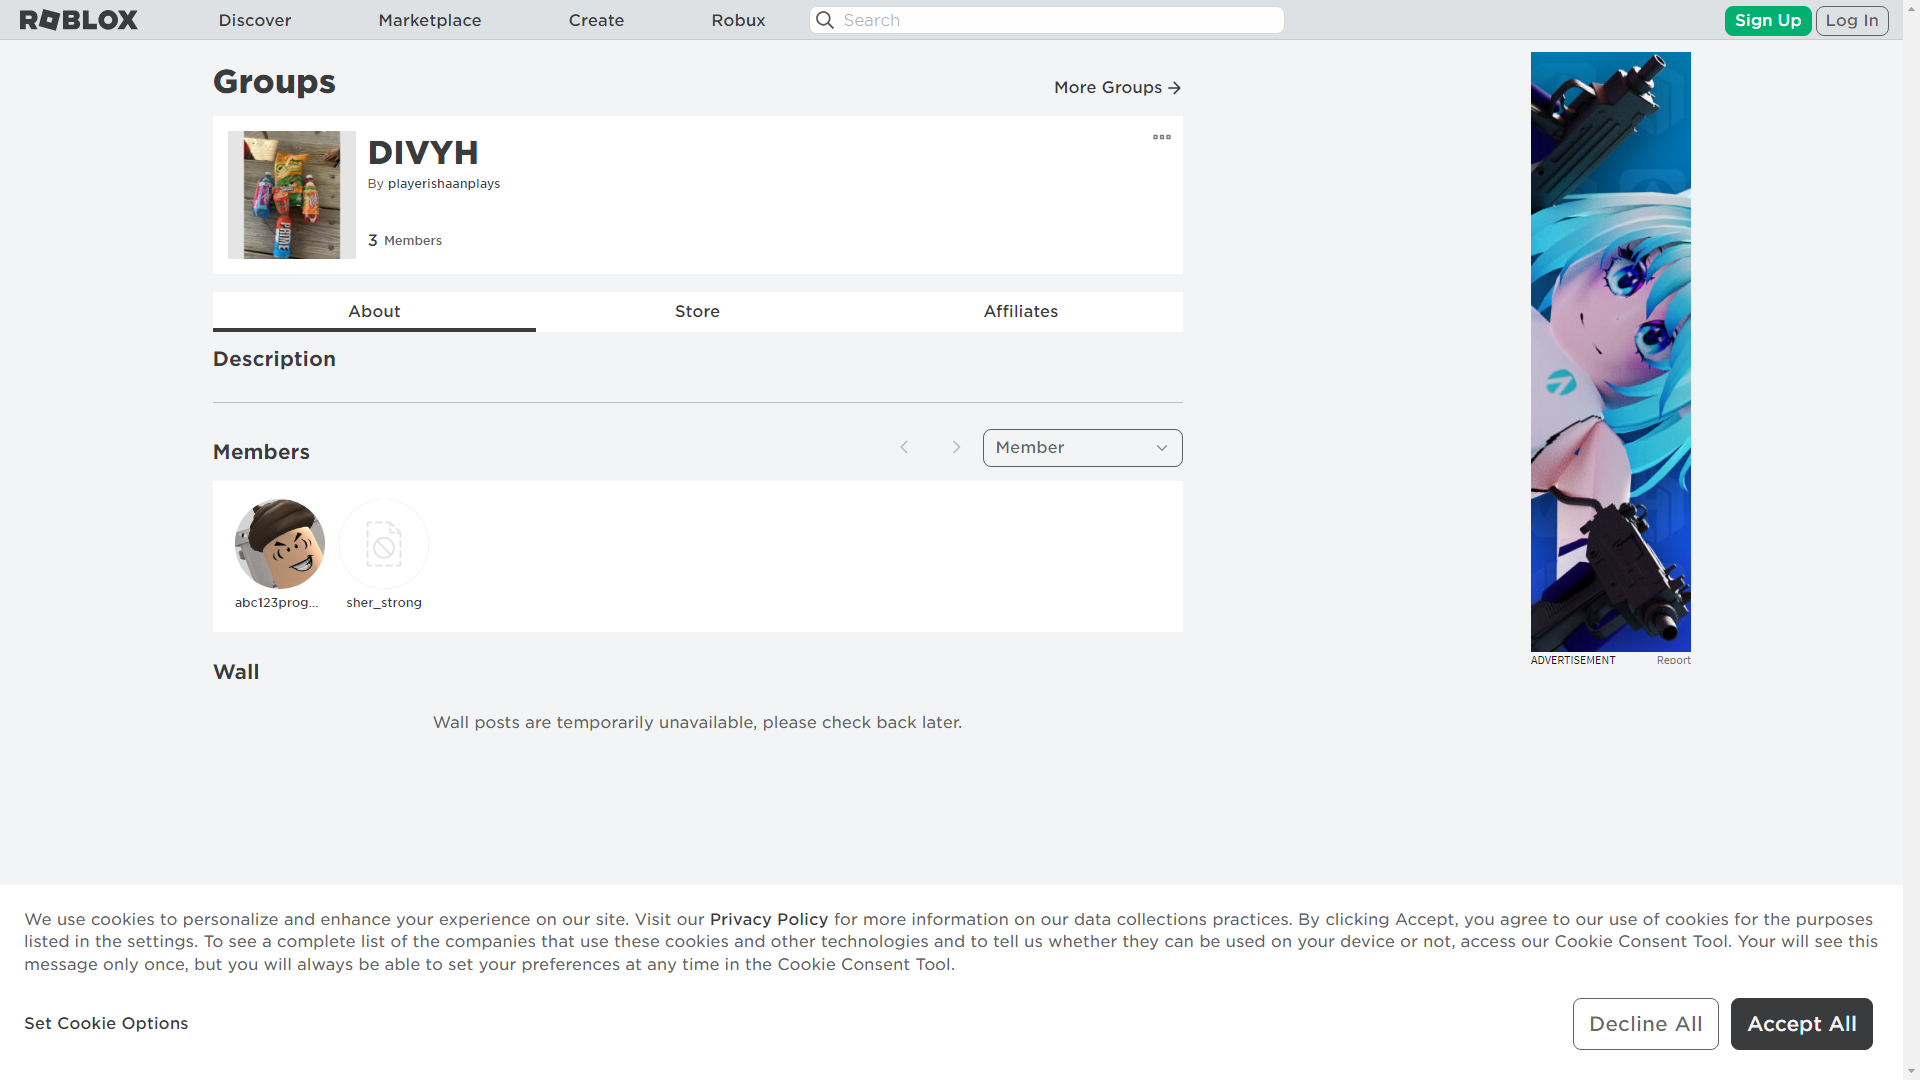 ROBLOX
Discover
Marketplace
Create
Robux
Search
Sign Up
Log In
Groups
More Groups
DIVYH
By playerishaanplays
3 Members
PRIME
About
Store
Affiliates
Description
Members
Member
abc123prog...
sher_strong
Wall
Wall posts are temporarily unavailable, please check back later.
ADVERTISEMENT
Report
We use cookies to personalize and enhance your experience on our site. Visit our Privacy Policy for more information on our data collections practices. By clicking Accept, you agree to our use of cookies for the purposes
listed in the settings. To see a complete list of the companies that use these cookies and other technologies and to tell us whether they can be used on your device or not, access our Cookie Consent Tool. Your will see this
message only once, but you will always be able to set your preferences at any time in the Cookie Consent Tool.
Set Cookie Options
Decline All
Accept All